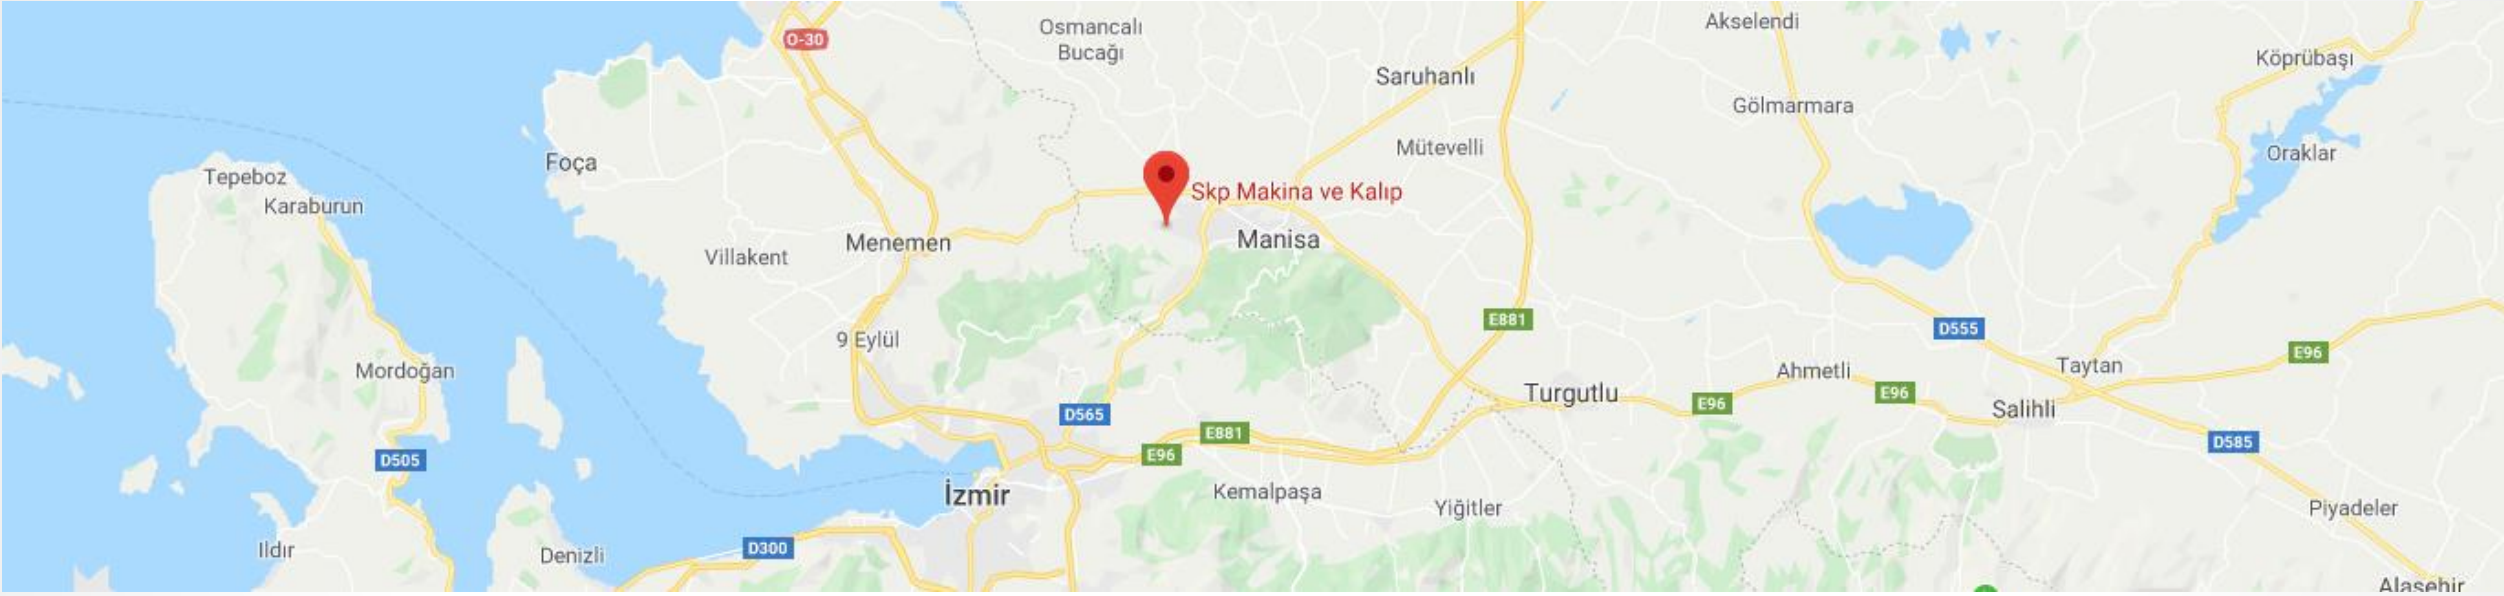 O-30
Osmancalı
Bucağı
Akselendi
Köprübaşı
Saruhanlı
Gölmarmara
Mütevelli
Oraklar
Foça
Tepeboz
Karaburun
Skp Makina ve Kalıp
Menemen
Manisa
Villakent
E881
D555
9 Eylül
E96
Taytan
Mordoğan
Ahmetli
Turgutlu
E96
E96
Salihli
D565
E881
D585
E96
D505
İzmir
Kemalpaşa
Yiğitler
Piyadeler
D300
Ildır
Denizli
Alaşehir